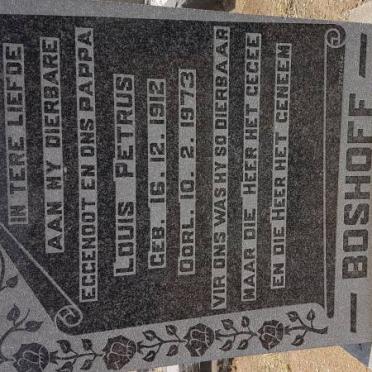 IN TERE LIEFDE
AAN MY DIERBARE
EGGENOOT EN ONS PAPPA
LOUIS PETRUS
GEB. 16.12.1912
OORL. 10.2.1973
VIR ONS WAS HY SO DIERBAAR
MAAR DIE HEER HET GEGEE
EN DIE HEER HET GENEEM
BOSHOFF